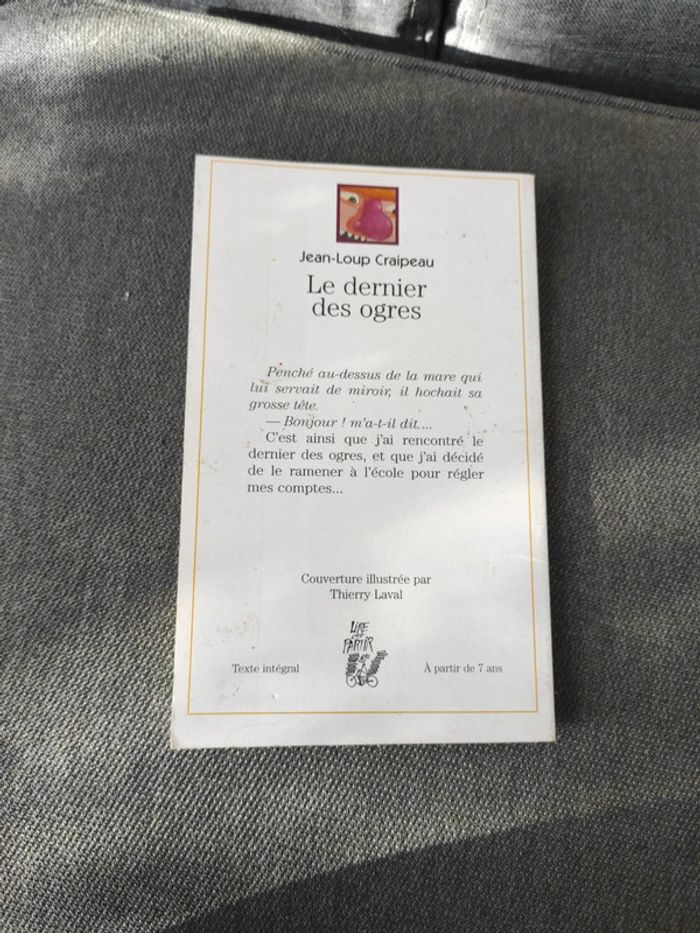 Jean-Loup Craipeau
Le dernier
des ogres
Penché au-dessus de la mare qui
lui servait de miroir, il hochait sa
grosse tête.
— Bonjour ! m'a-t-il dit....
C'est ainsi que j'ai rencontré le
dernier des ogres, et que j'ai décidé
de le ramener à l'école pour régler
mes comptes...
Couverture illustrée par
Thierry Laval
LIRE
C'EST
PARTIR
Texte intégral
À partir de 7 ans